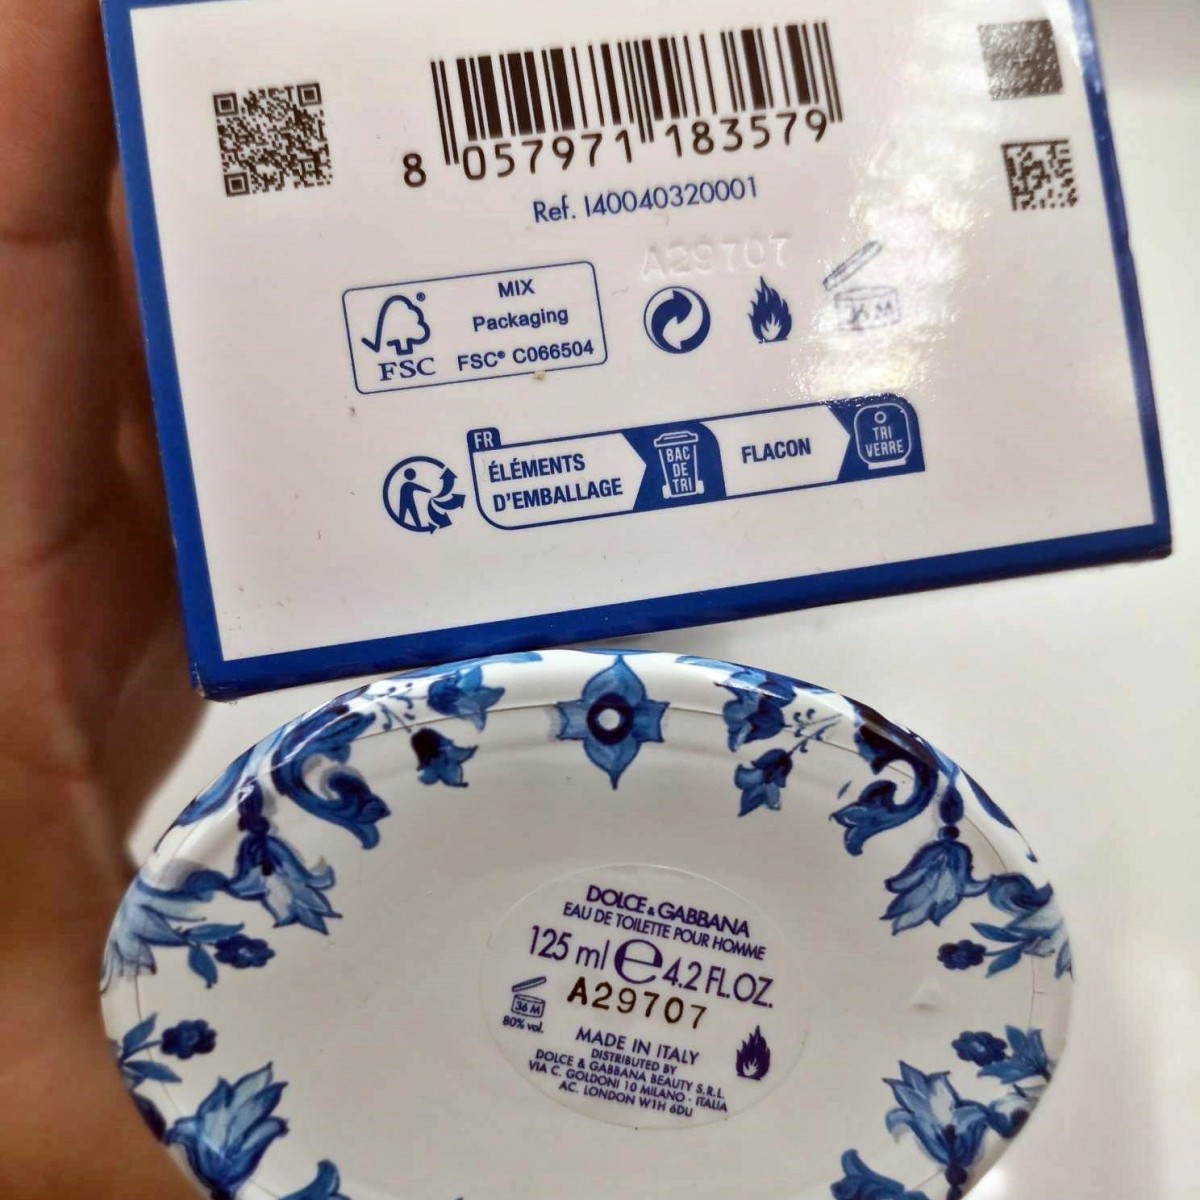 8 057971 183579
Ref. I40040320001
A29707
MIX
Packaging
FSC® C066504
FSC
36 M
FR
ÉLÉMENTS
D'EMBALLAGE
BAC
DE
TRI
FLACON
TRI
VERRE
DOLCE & GABBANA
EAU DE TOILETTE POUR HOMME
125 ml e 4.2 FL.OZ.
A29707
36 M
80% vol.
MADE IN ITALY
DISTRIBUTED BY
DOLCE & GABBANA BEAUTY S.R.L.
VIA C. GOLDONI 10 MILANO - ITALIA
AC. LONDON W1H 6DU